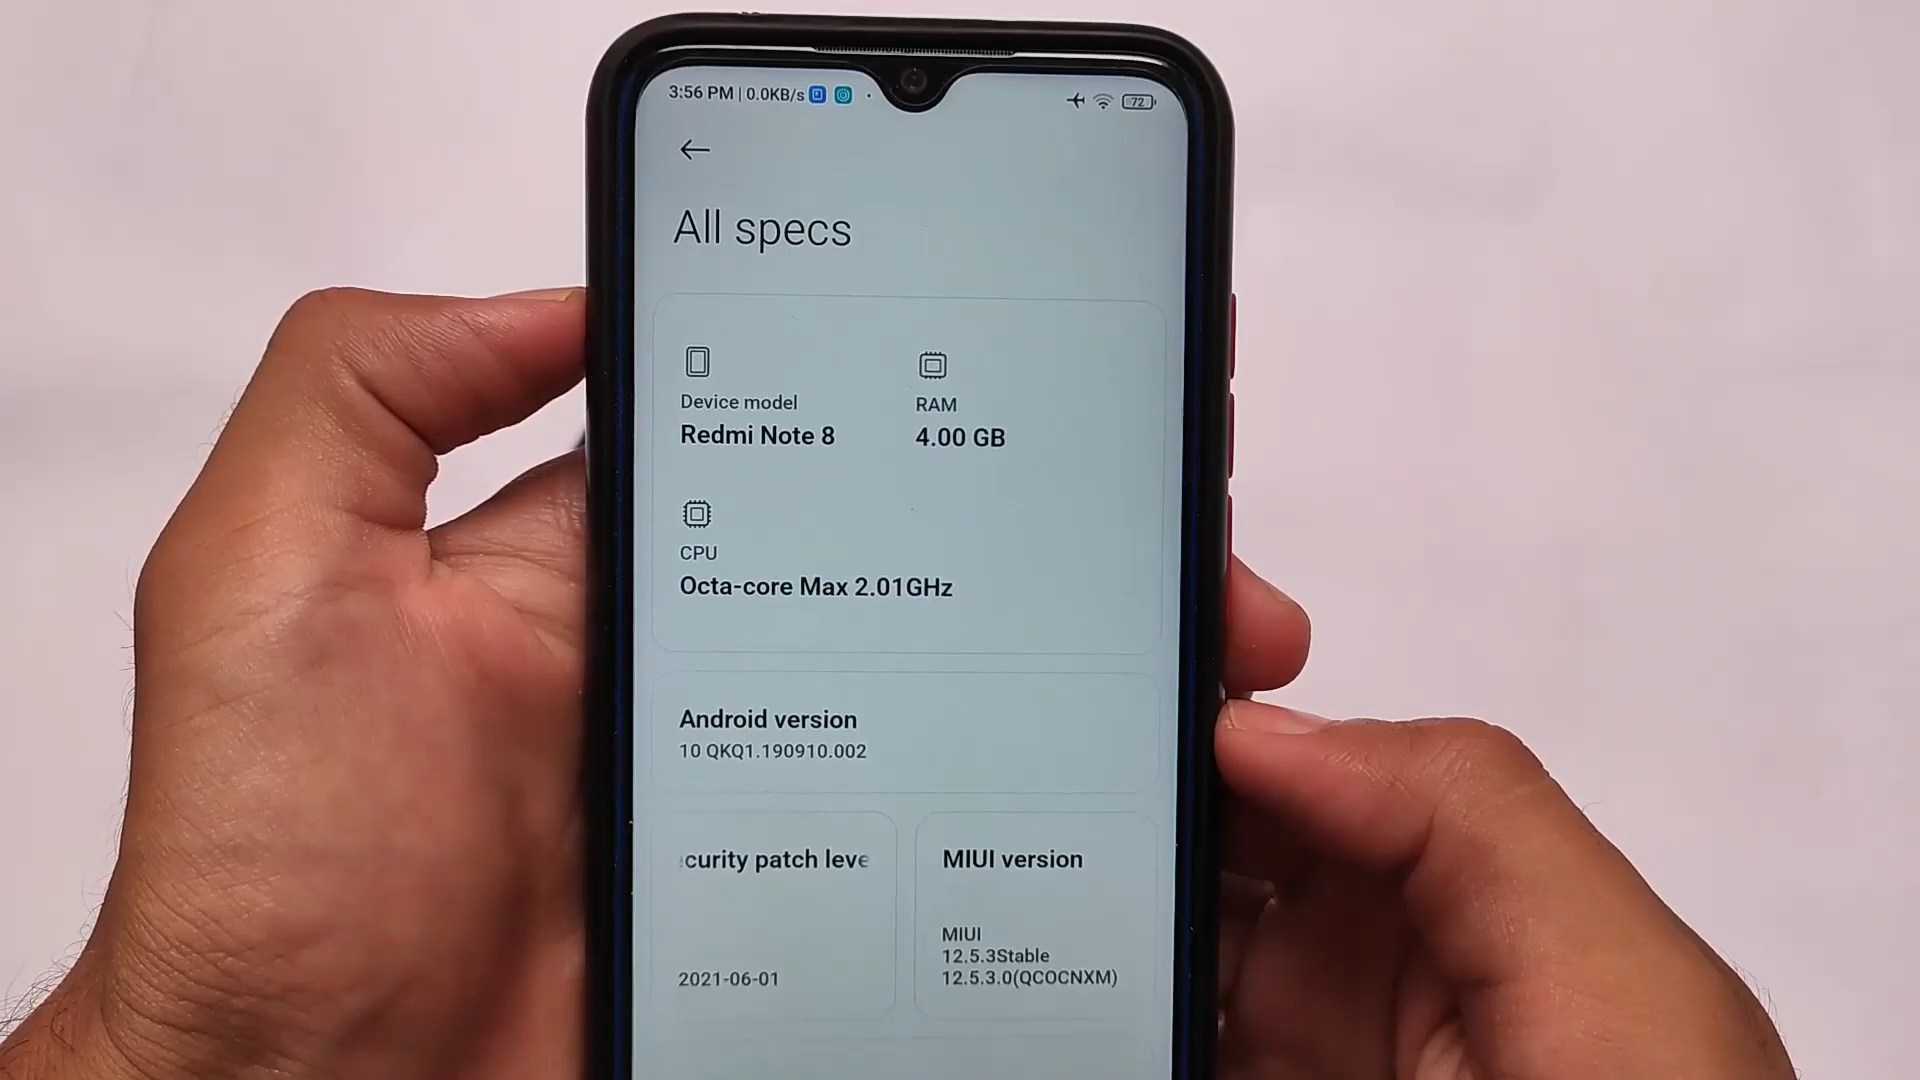 3:56 PM | 0.0KB/s
72
All specs
Device model
Redmi Note 8
RAM
4.00 GB
CPU
Octa-core Max 2.01GHz
Android version
10 QKQ1.190910.002
curity patch leve
2021-06-01
MIUI version
MIUI
12.5.3Stable
12.5.3.0(QCOCNXM)